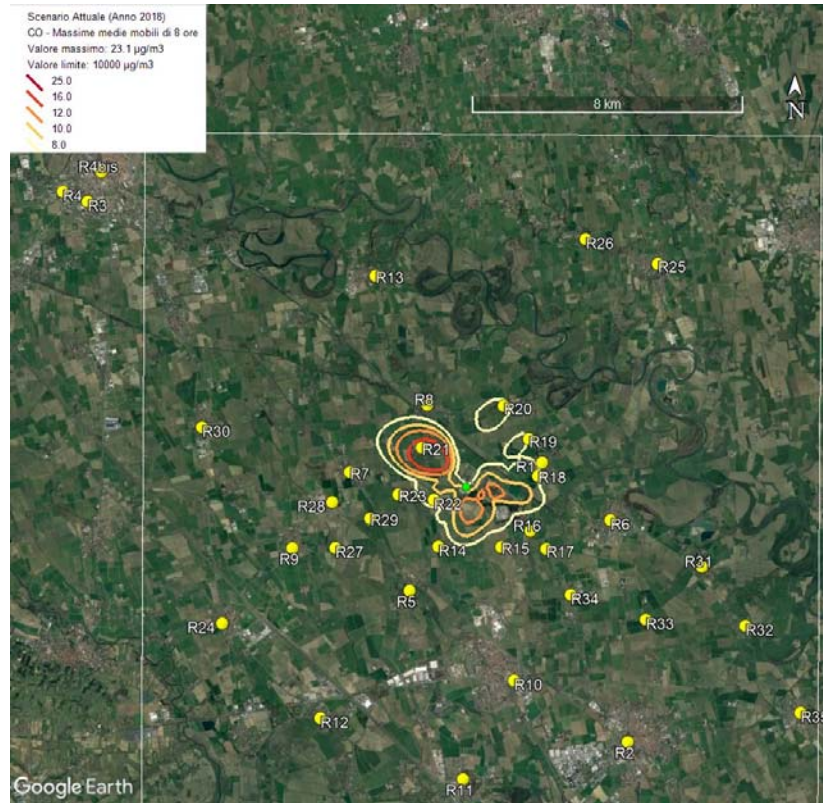 Scenario Attuale (Anno 2018)
CO - Massime medie mobili di 8 ore
Valore massimo: 23.1 µg/m3
Valore limite: 10000 µg/m3
25.0
16.0
12.0
10.0
8.0
8 km
N
R4bis
R4
R3
R26
R25
R13
R8
R20
R30
R19
R21
R1
R18
R7
R23
R22
R28
R29
R6
R16
R9
R27
R14
R15
R17
R31
R5
R34
R24
R33
R32
R10
R12
R35
R2
R11
Google Earth